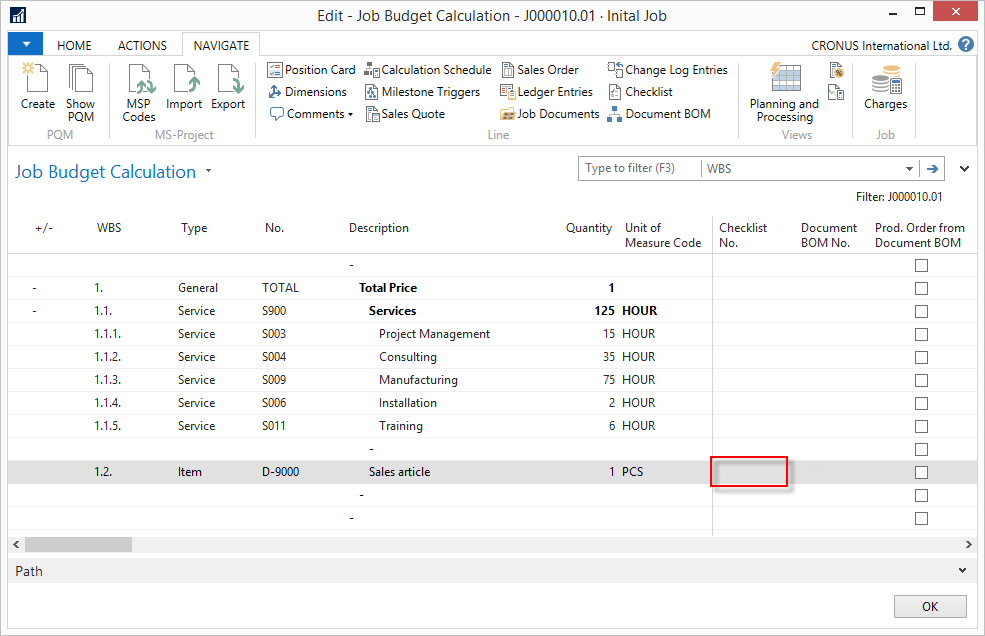 Edit - Job Budget Calculation - J000010.01 · Inital Job
HOME ACTIONS NAVIGATE CRONUS International Ltd. ?
Create Show PQM MSP Codes Import Export
Position Card Calculation Schedule Sales Order Change Log Entries
Dimensions Milestone Triggers Ledger Entries Checklist
Comments Sales Quote Job Documents Document BOM
Planning and Processing Charges
PQM MS-Project Line Views Job
Job Budget Calculation Type to filter (F3) WBS
Filter: J000010.01
+/- WBS Type No. Description Quantity Unit of Measure Code Checklist No. Document BOM No. Prod. Order from Document BOM
-
- 1. General TOTAL Total Price 1
- 1.1. Service S900 Services 125 HOUR
1.1.1. Service S003 Project Management 15 HOUR
1.1.2. Service S004 Consulting 35 HOUR
1.1.3. Service S009 Manufacturing 75 HOUR
1.1.4. Service S006 Installation 2 HOUR
1.1.5. Service S011 Training 6 HOUR
-
1.2. Item D-9000 Sales article 1 PCS
-
-
Path
OK